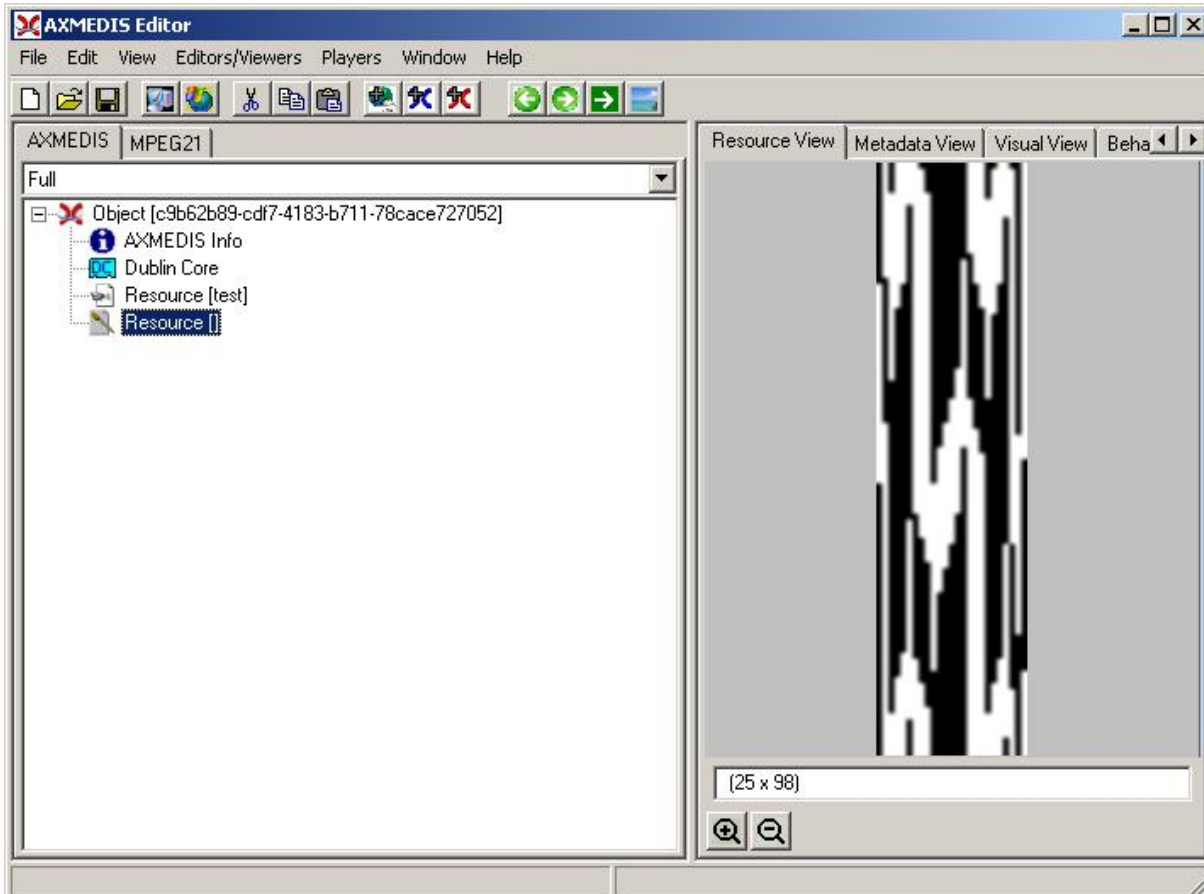 AXMEDIS Editor
File Edit View Editors/Viewers Players Window Help
AXMEDIS MPEG21
Full
Object [c9b62b89-cdf7-4183-b711-78cace727052]
AXMEDIS Info
DC Dublin Core
Resource [test]
Resource []
Resource View Metadata View Visual View Beha
(25 x 98)